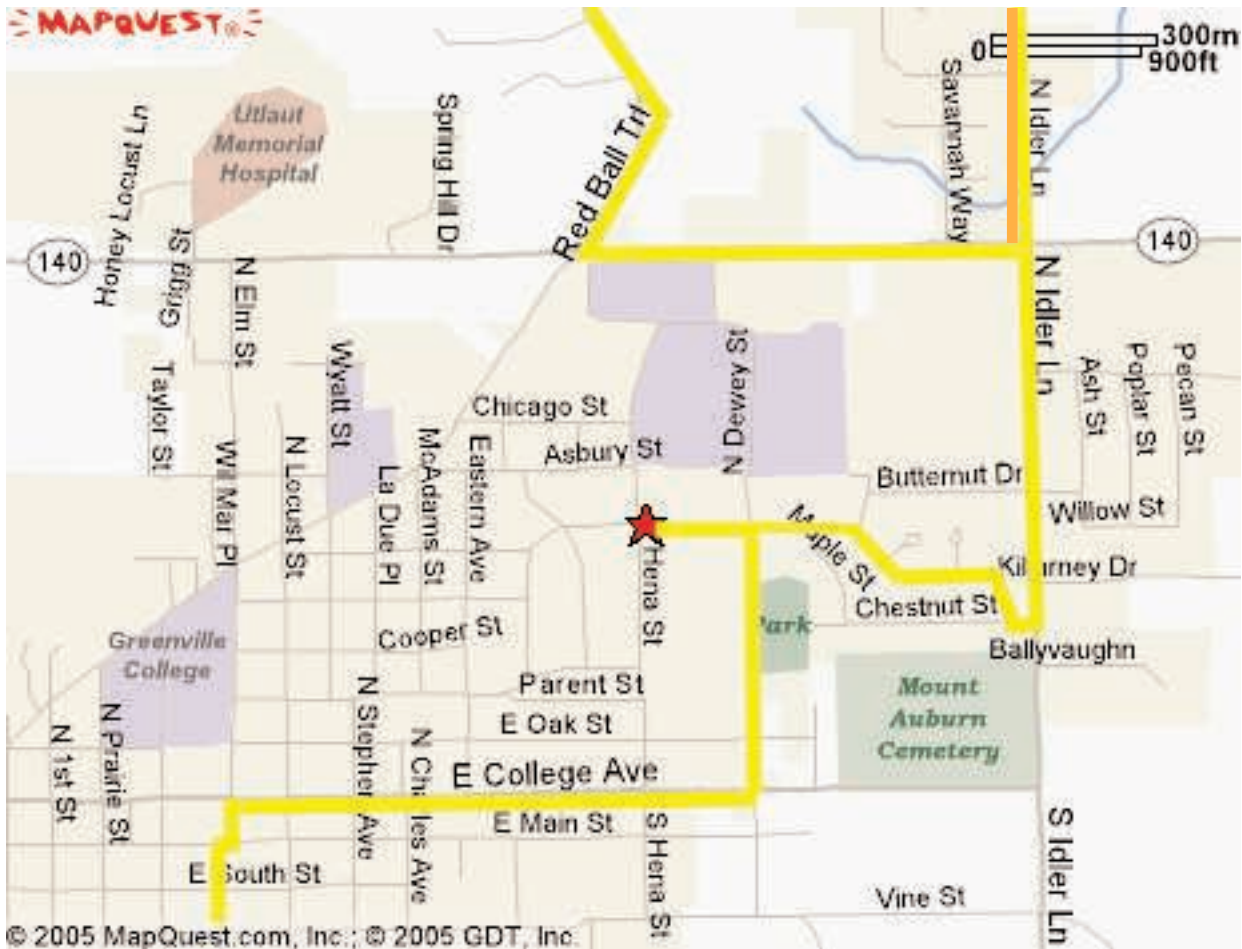 MAPQUEST®
0
300m
900ft
Honey Locust Ln
Utlaut
Memorial
Hospital
Spring Hill Dr
Red Ball Trl
Savannah Way
N Idler Ln
140
140
Grigg St
N Elm St
N Idler Ln
Taylor St
Wyatt St
Chicago St
N Dewey St
Ash St
Poplar St
Pecan St
Wil Mar Pl
N Locust St
La Due Pl
McAdams St
Eastern Ave
Asbury St
Butternut Dr
Willow St
Maple St
Hena St
Chestnut St
Cooper St
Park
Greenville
College
Ballyvaughn
Parent St
Mount
Auburn
Cemetery
N 1st St
N Prairie St
Ave
E Oak St
E College Ave
E Main St
E South St
S Hena St
Vine St
S Idler Ln
© 2005 MapQuest.com, Inc.; © 2005 GDT, Inc.